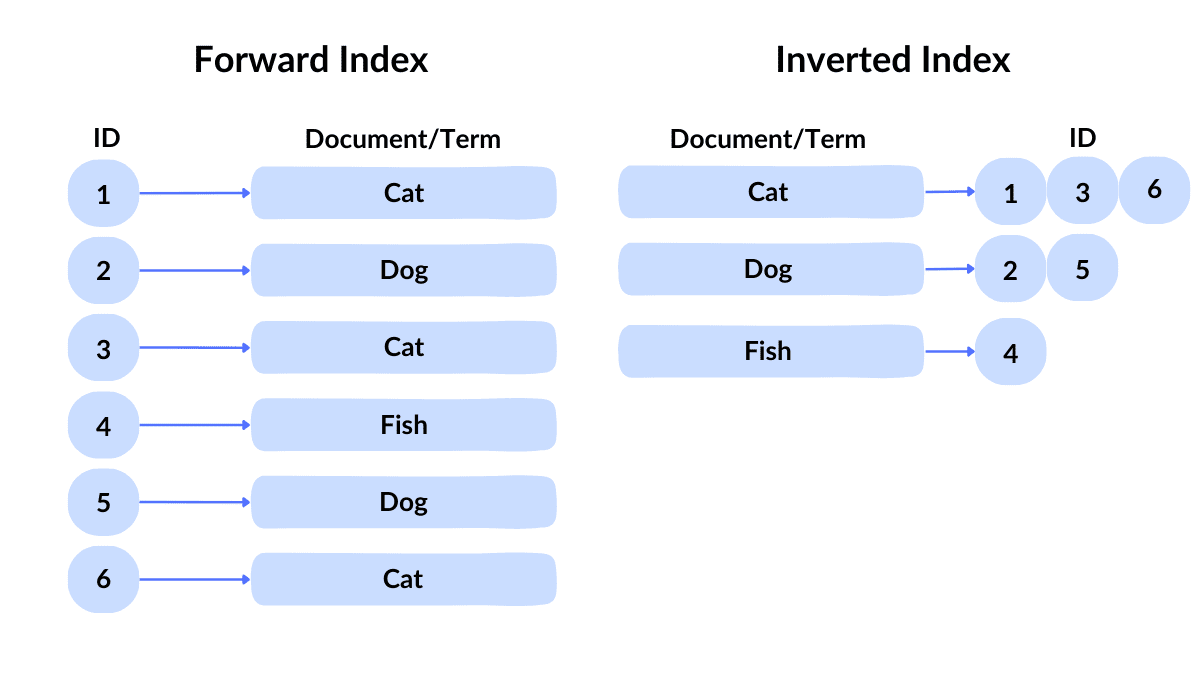 Forward Index
ID Document/Term
1 Cat
2 Dog
3 Cat
4 Fish
5 Dog
6 Cat
Inverted Index
Document/Term ID
Cat 1 3 6
Dog 2 5
Fish 4